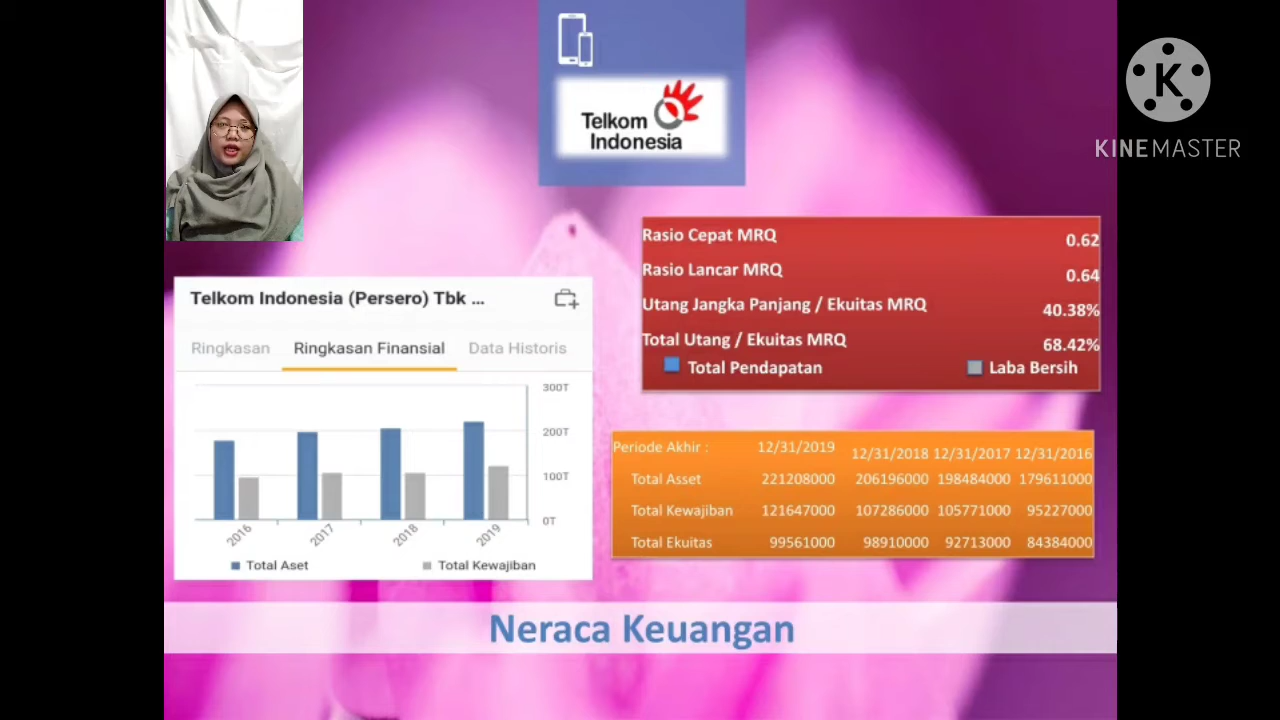 Telkom
Indonesia
K
KINEMASTER
Rasio Cepat MRQ 0.62
Rasio Lancar MRQ 0.64
Utang Jangka Panjang / Ekuitas MRQ 40.38%
Total Utang / Ekuitas MRQ 68.42%
Total Pendapatan Laba Bersih
Telkom Indonesia (Persero) Tbk ...
Ringkasan Ringkasan Finansial Data Historis
300T
200T
100T
0T
2016 2017 2018 2019
Total Aset Total Kewajiban
Periode Akhir : 12/31/2019 12/31/2018 12/31/2017 12/31/2016
Total Asset 221208000 206196000 198484000 179611000
Total Kewajiban 121647000 107286000 105771000 95227000
Total Ekuitas 99561000 98910000 92713000 84384000
Neraca Keuangan